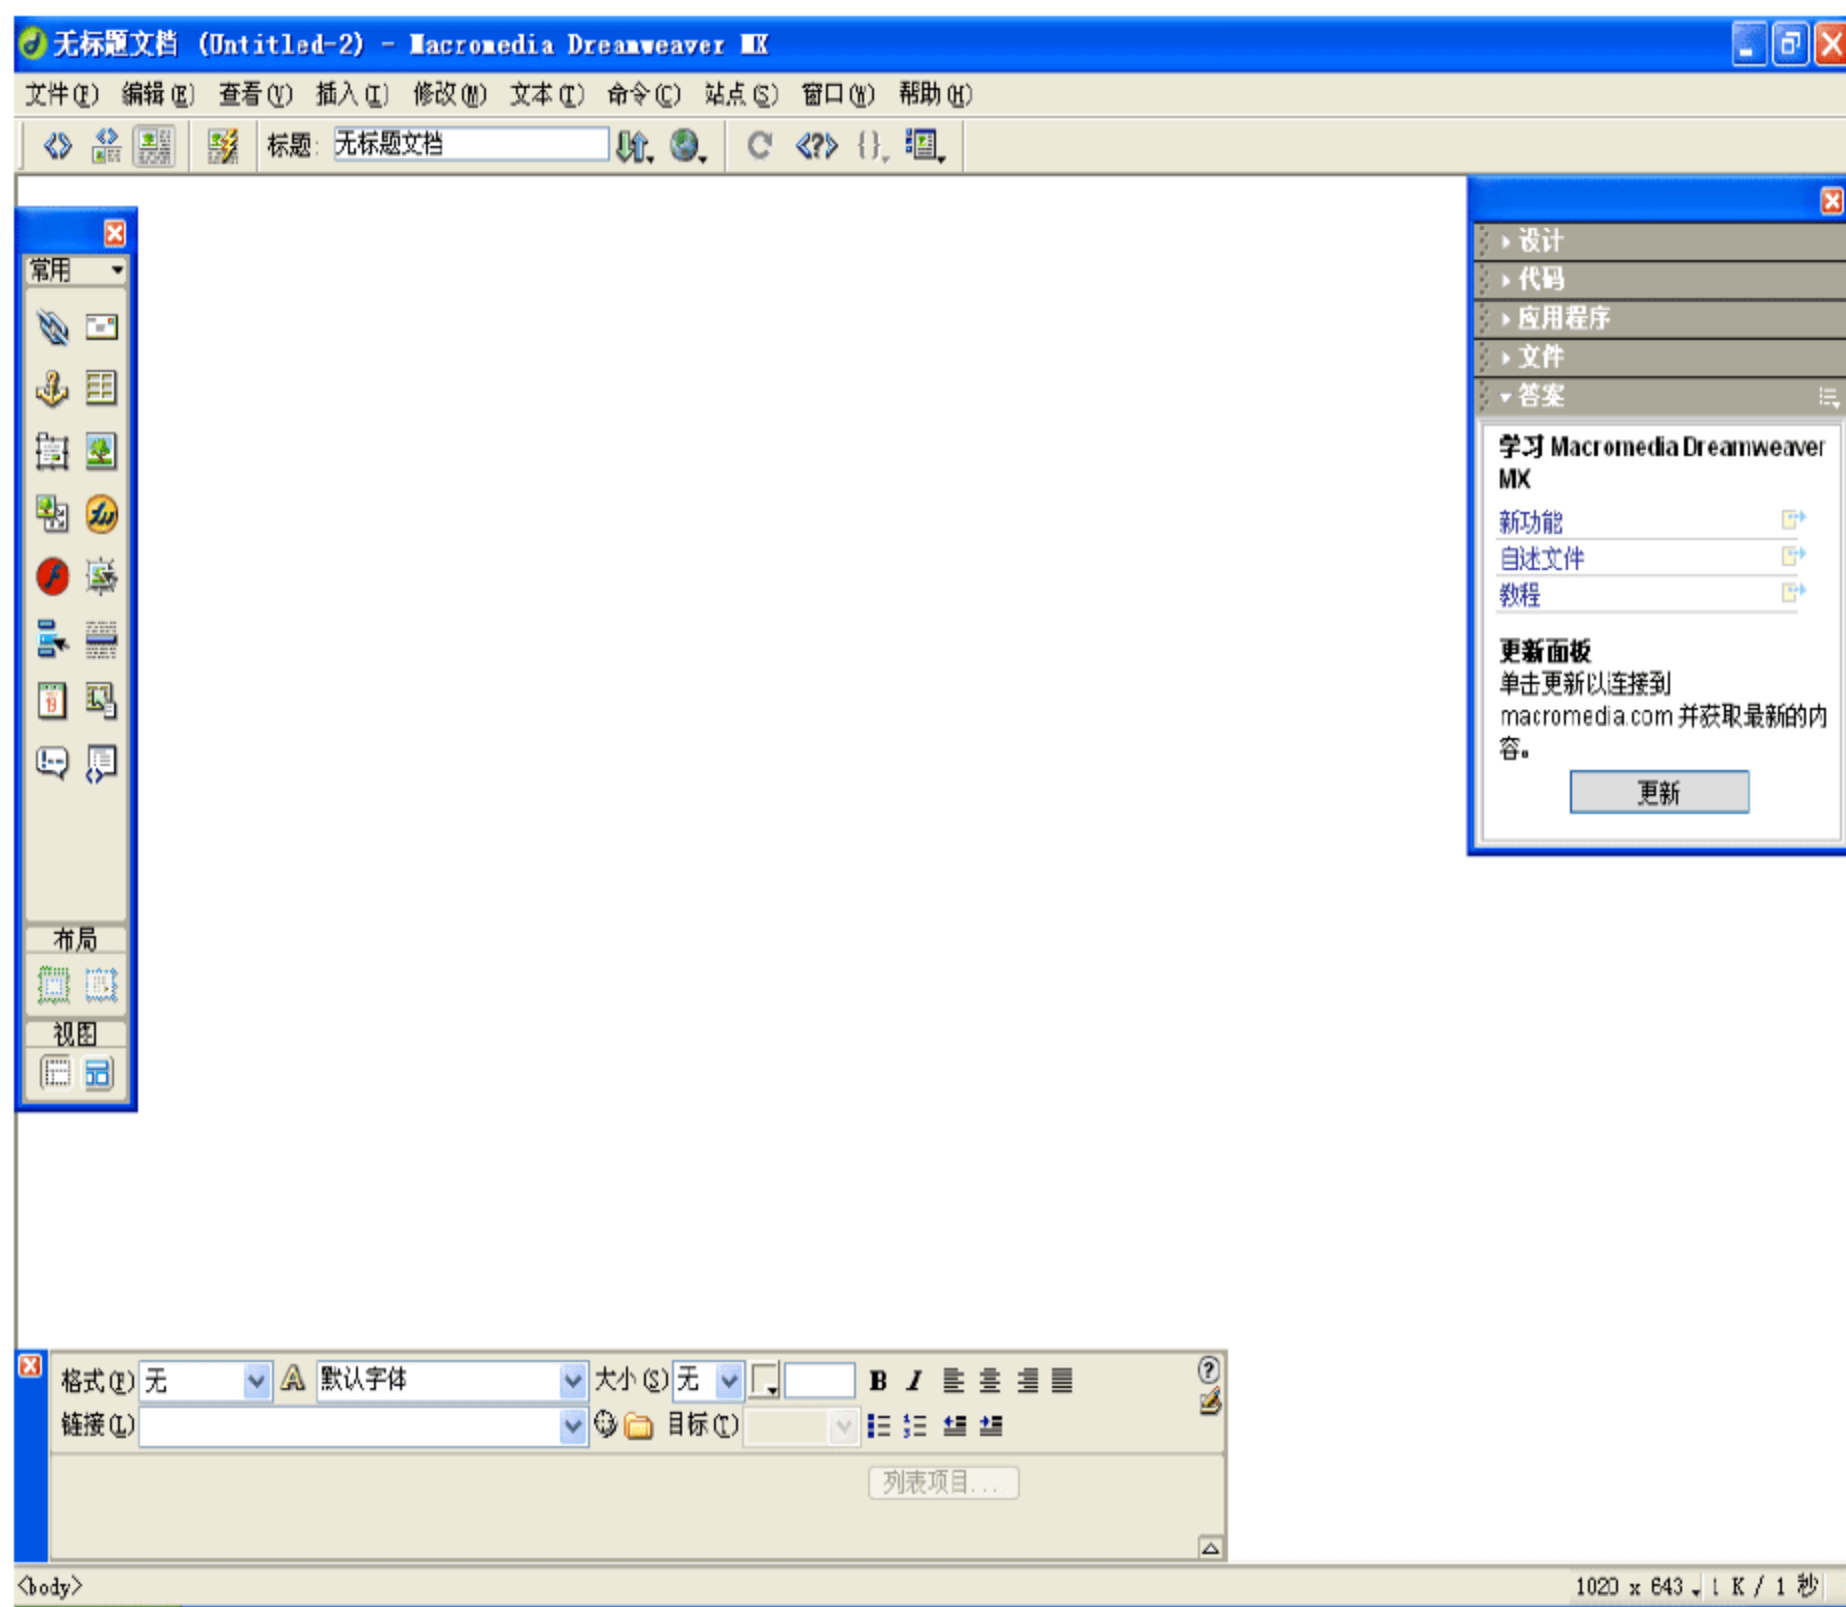 无标题文档 (Untitled-2) - Macromedia Dreamweaver MX
文件(F) 编辑(E) 查看(V) 插入(I) 修改(M) 文本(T) 命令(C) 站点(S) 窗口(W) 帮助(H)
标题: 无标题文档
常用
布局
视图
设计
代码
应用程序
文件
答案
学习 Macromedia Dreamweaver
MX
新功能
自述文件
教程
更新面板
单击更新以连接到
macromedia.com 并获取最新的内
容。
更新
格式(F) 无 默认字体 大小(S) 无 B I
链接(L) 目标(T)
列表项目...
<body> 1020 x 643 1 K / 1 秒